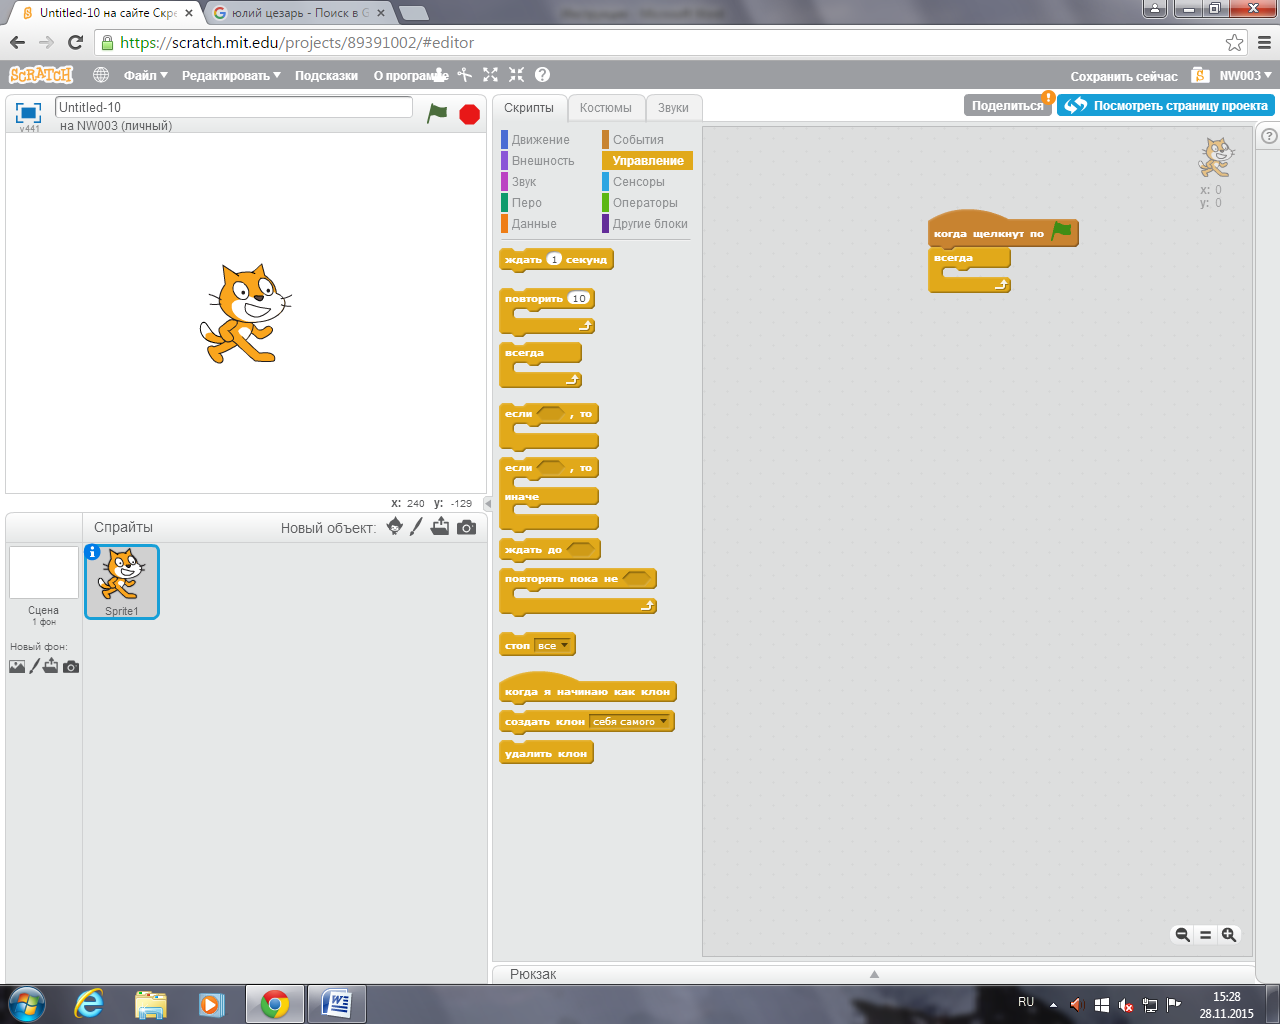 Untitled-10 на сайте Скре
юлий цезарь - Поиск в G
https://scratch.mit.edu/projects/89391002/#editor
SCRATCH
Файл
Редактировать
Подсказки
О программе
Сохранить сейчас
NW003
Untitled-10
на NW003 (личный)
v441
Скрипты
Костюмы
Звуки
Поделиться
Посмотреть страницу проекта
Движение
События
Внешность
Управление
Звук
Сенсоры
Перо
Операторы
Данные
Другие блоки
ждать 1 секунд
повторить 10
всегда
если , то
если , то
иначе
ждать до
повторять пока не
стоп все
когда я начинаю как клон
создать клон себя самого
удалить клон
x: 0
y: 0
когда щелкнут по
всегда
x: 240 y: -129
Спрайты
Новый объект:
Сцена
1 фон
Новый фон:
Sprite1
Рюкзак
RU
15:28
28.11.2015